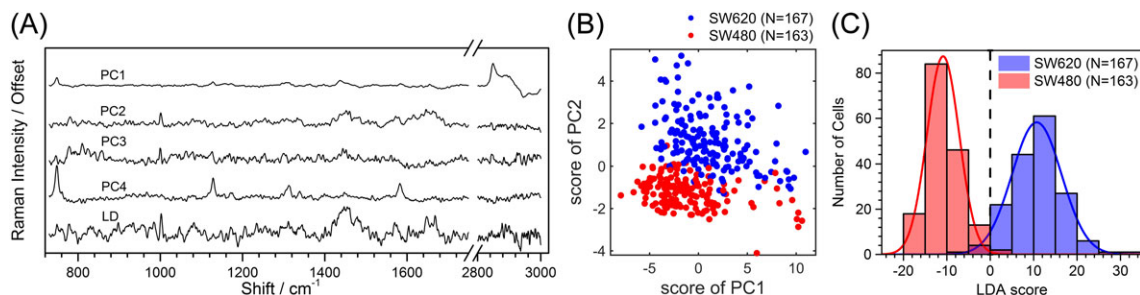 (A)
Raman Intensity / Offset
PC1
PC2
PC3
PC4
LD
800 1000 1200 1400 1600 2800 3000
Shift / cm⁻¹
(B)
SW620 (N=167)
SW480 (N=163)
score of PC2
4
2
0
-2
-4
-5 0 5 10
score of PC1
(C)
SW620 (N=167)
SW480 (N=163)
Number of Cells
80
60
40
20
0
-20 -10 0 10 20 30
LDA score